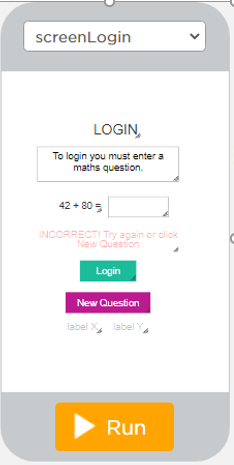 screenLogin
LOGIN
To login you must enter a
maths question.
42 + 80 =
INCORRECT! Try again or click
New Question
Login
New Question
label X label Y
Run